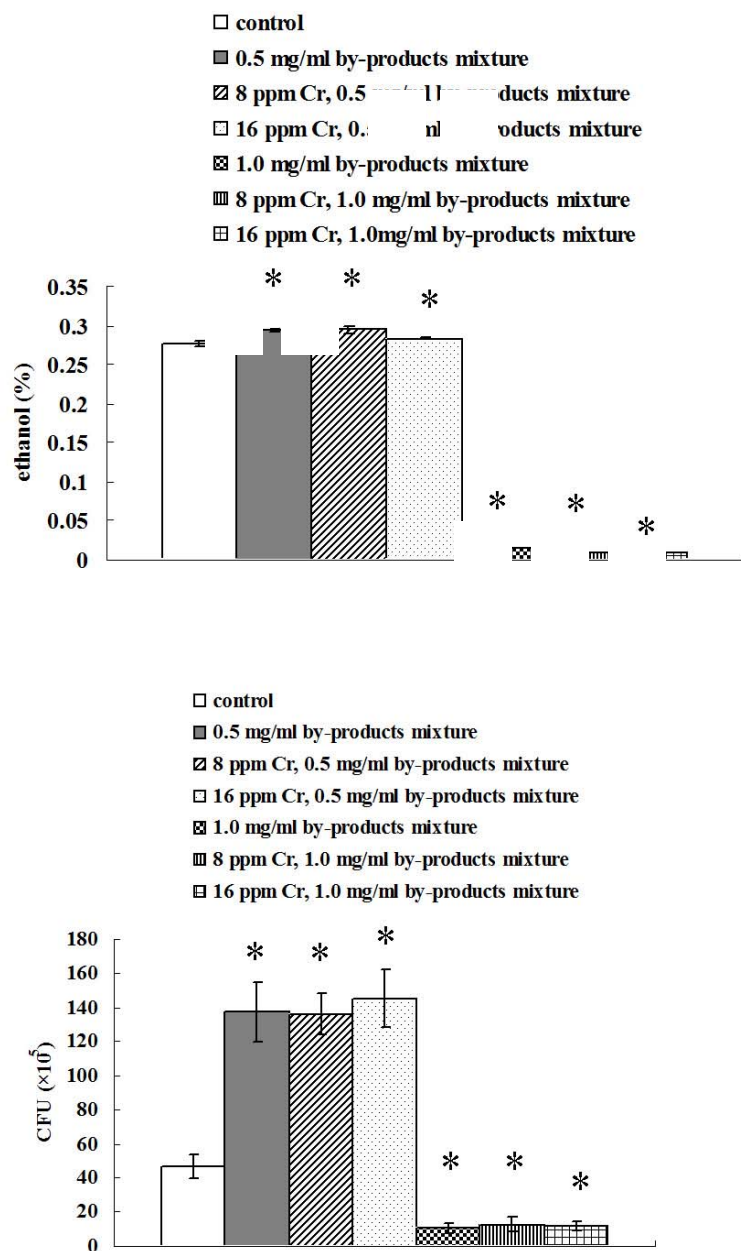 control
0.5 mg/ml by-products mixture
8 ppm Cr, 0.5 /ml by- ducts mixture
16 ppm Cr, 0. ml -products mixture
1.0 mg/ml by-products mixture
8 ppm Cr, 1.0 mg/ml by-products mixture
16 ppm Cr, 1.0mg/ml by-products mixture
* * *
0.35
0.3
0.25
0.2
0.15
0.1
0.05
0
ethanol (%)
* * *
control
0.5 mg/ml by-products mixture
8 ppm Cr, 0.5 mg/ml by-products mixture
16 ppm Cr, 0.5 mg/ml by-products mixture
1.0 mg/ml by-products mixture
8 ppm Cr, 1.0 mg/ml by-products mixture
16 ppm Cr, 1.0 mg/ml by-products mixture
* * *
180
160
140
120
100
80
60
40
20
0
CFU (×10⁵)
* * *